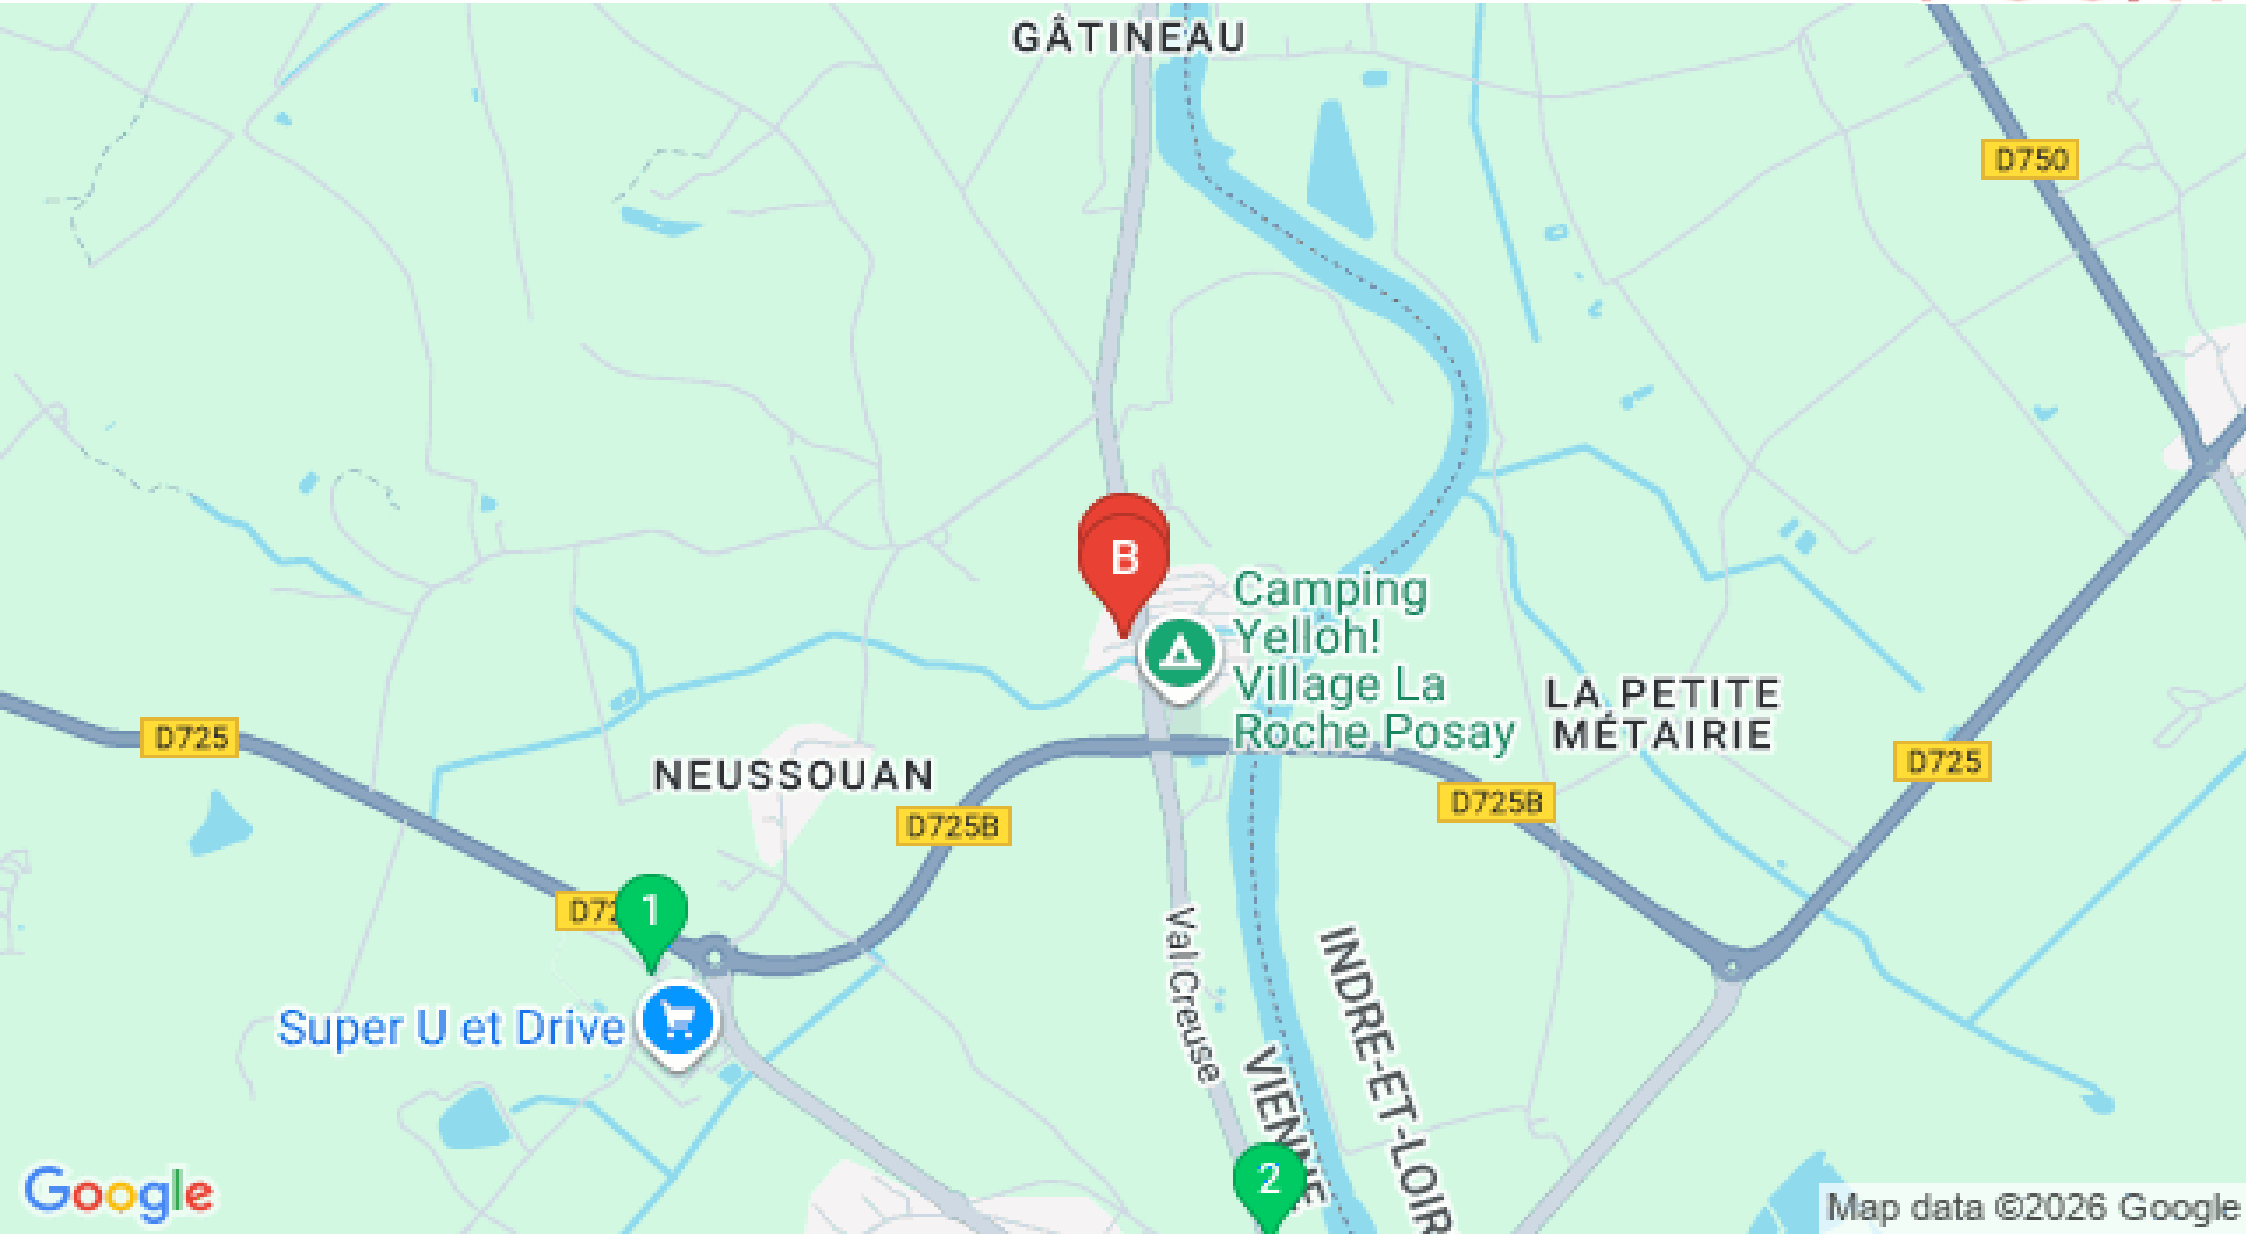 GÂTINEAU
D750
B
Camping
Yelloh!
Village La
Roche Posay
LA PETITE
MÉTAIRIE
D725
D725
NEUSSOUAN
D725B
D725B
1
Super U et Drive
Val Creuse
INDRE-ET-LOIR
VIENNE
2
Google
Map data ©2026 Google